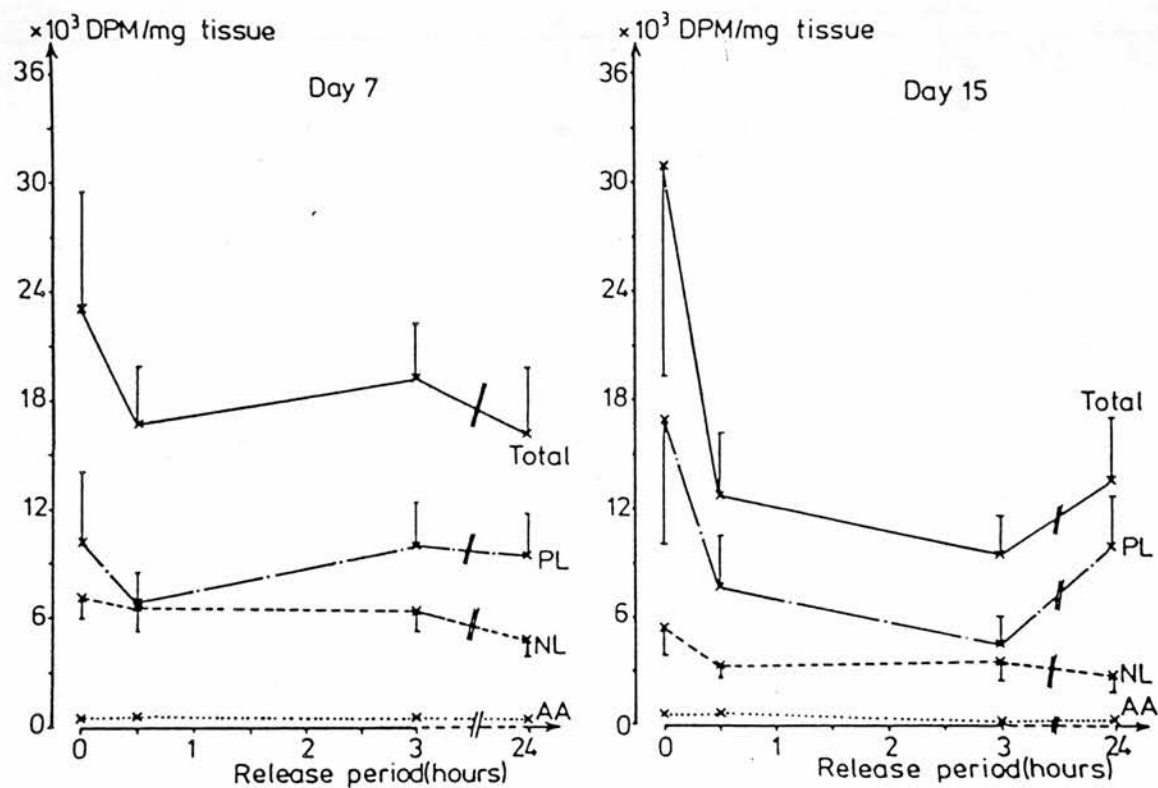 ×10³ DPM/mg tissue
Day 7
36
30
24
18
12
6
0
Total
PL
NL
AA
0 1 2 3 24
Release period(hours)
×10³ DPM/mg tissue
Day 15
36
30
24
18
12
6
0
Total
PL
NL
AA
0 1 2 3 24
Release period(hours)